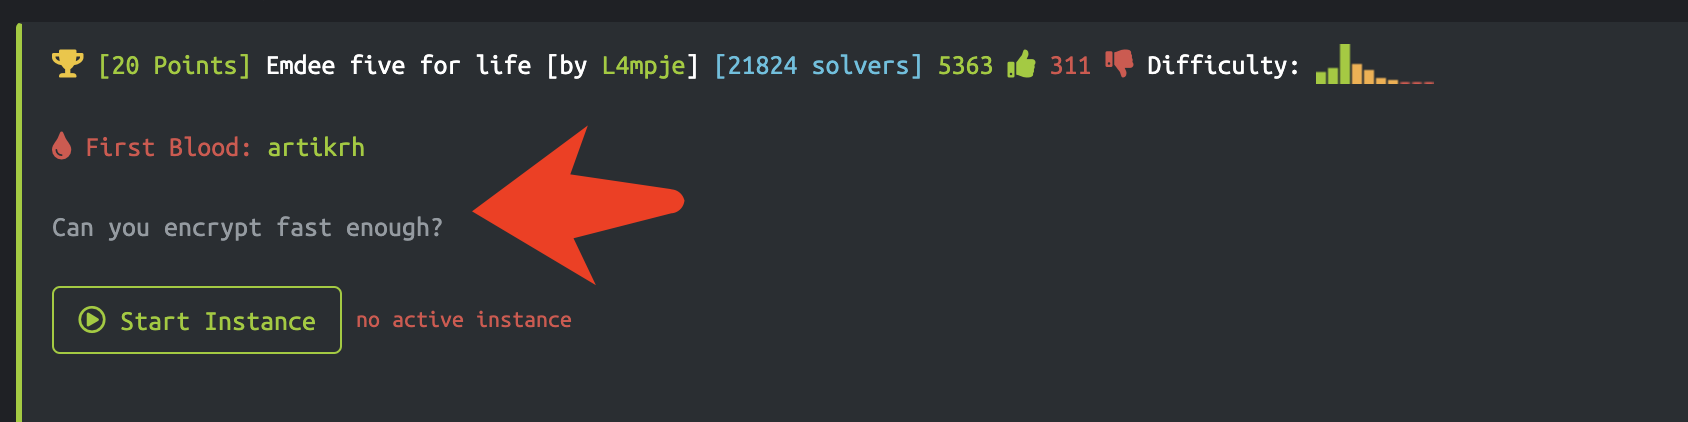 [20 Points] Emdee five for life [by L4mpje] [21824 solvers] 5363 311 Difficulty:
First Blood: artikrh
Can you encrypt fast enough?
Start Instance no active instance